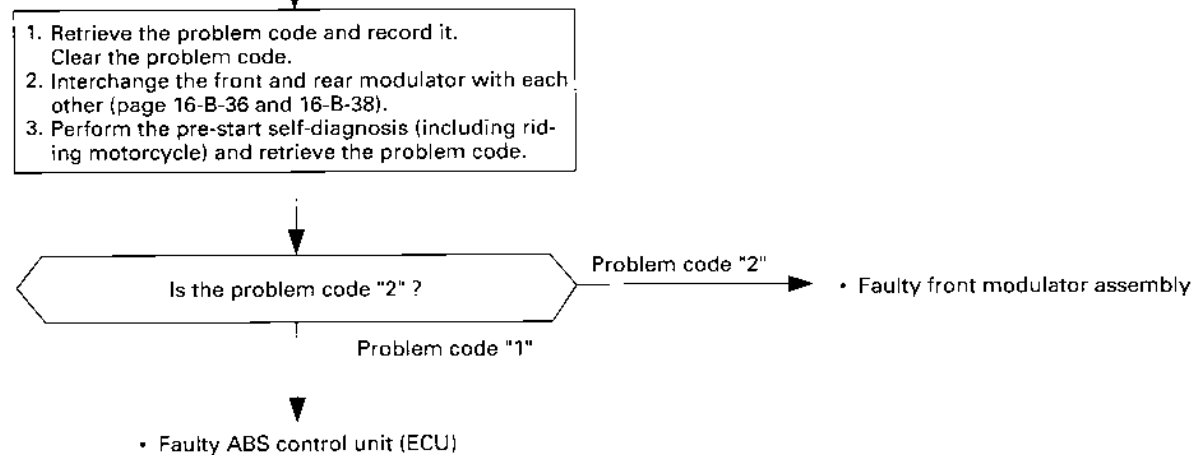 1. Retrieve the problem code and record it.
Clear the problem code.
2. Interchange the front and rear modulator with each
other (page 16-B-36 and 16-B-38).
3. Perform the pre-start self-diagnosis (including rid-
ing motorcycle) and retrieve the problem code.
Problem code "2"
Is the problem code "2" ?
• Faulty front modulator assembly
Problem code "1"
• Faulty ABS control unit (ECU)